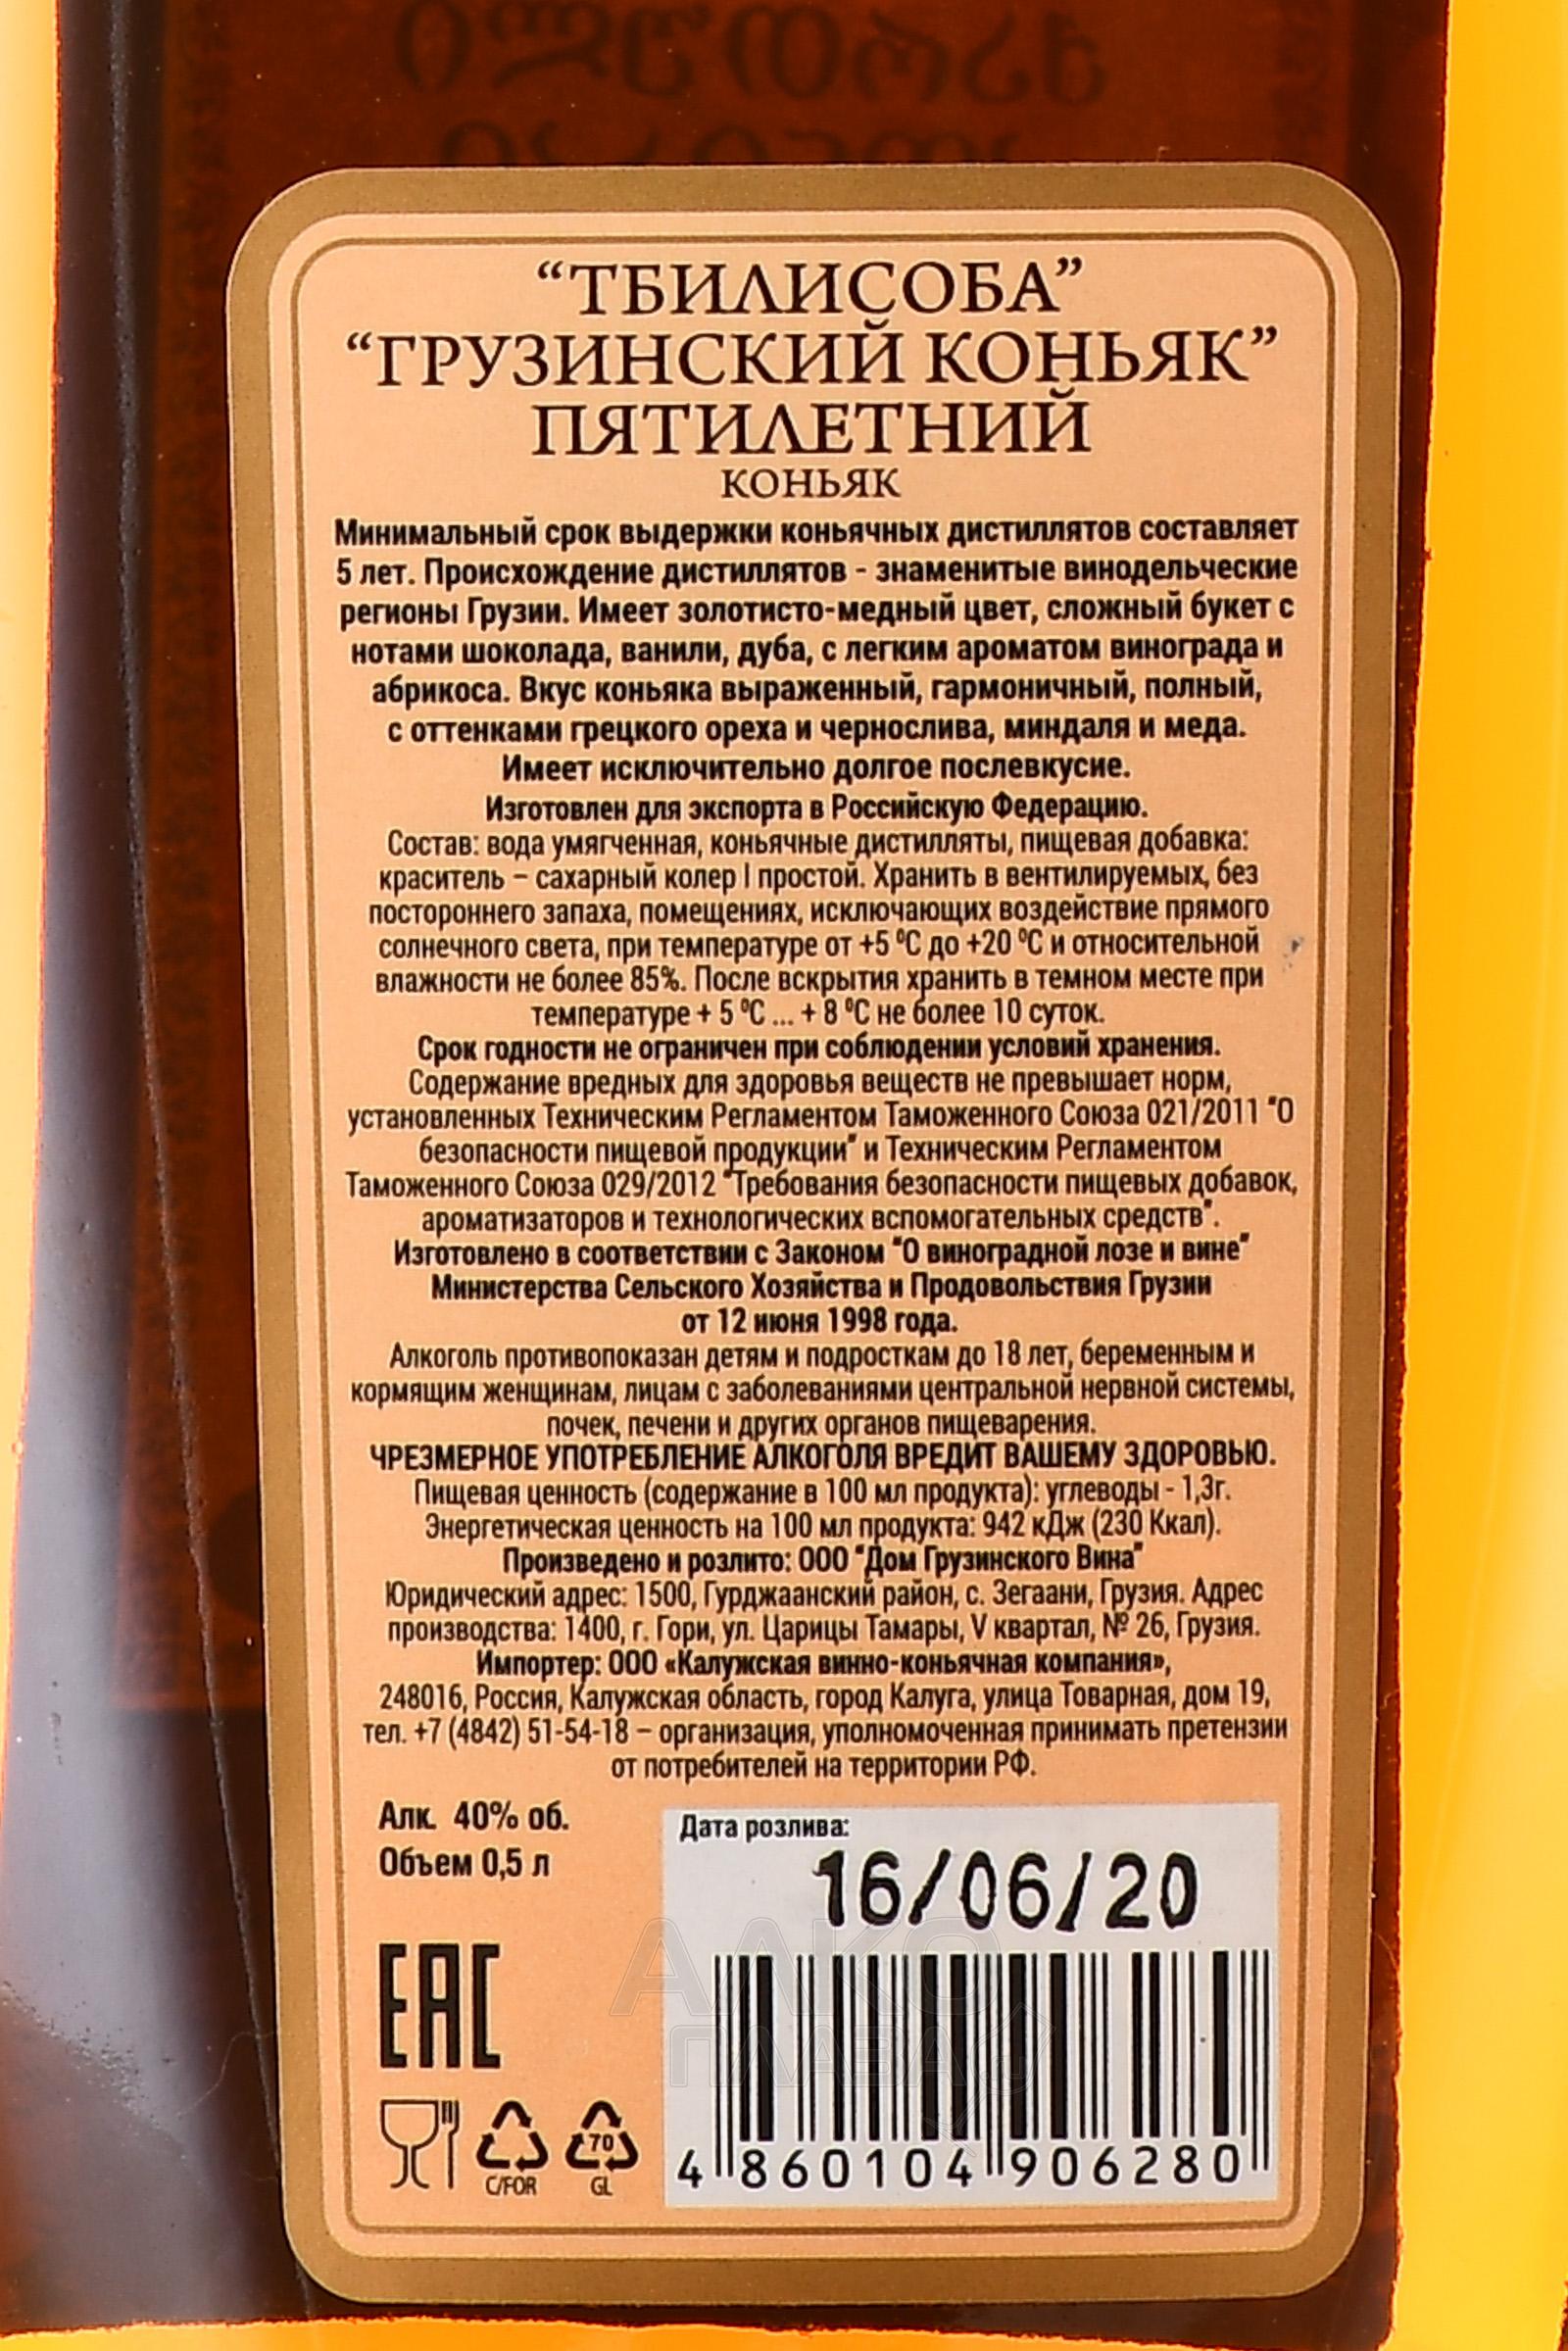 “ТБИЛИСОБА”
“ГРУЗИНСКИЙ КОНЬЯК”
ПЯТИЛЕТНИЙ
КОНЬЯК
Минимальный срок выдержки коньячных дистиллятов составляет
5 лет. Происхождение дистиллятов - знаменитые винодельческие
регионы Грузии. Имеет золотисто-медный цвет, сложный букет с
нотами шоколада, ванили, дуба, с легким ароматом винограда и
абрикоса. Вкус коньяка выраженный, гармоничный, полный,
с оттенками грецкого ореха и чернослива, миндаля и меда.
Имеет исключительно долгое послевкусие.
Изготовлен для экспорта в Российскую Федерацию.
Состав: вода умягченная, коньячные дистилляты, пищевая добавка:
краситель – сахарный колер I простой. Хранить в вентилируемых, без
постороннего запаха, помещениях, исключающих воздействие прямого
солнечного света, при температуре от +5 ⁰С до +20 ⁰С и относительной
влажности не более 85%. После вскрытия хранить в темном месте при
температуре + 5 ⁰С ... + 8 ⁰С не более 10 суток.
Срок годности не ограничен при соблюдении условий хранения.
Содержание вредных для здоровья веществ не превышает норм,
установленных Техническим Регламентом Таможенного Союза 021/2011 "О
безопасности пищевой продукции" и Техническим Регламентом
Таможенного Союза 029/2012 "Требования безопасности пищевых добавок,
ароматизаторов и технологических вспомогательных средств".
Изготовлено в соответствии с Законом "О виноградной лозе и вине"
Министерства Сельского Хозяйства и Продовольствия Грузии
от 12 июня 1998 года.
Алкоголь противопоказан детям и подросткам до 18 лет, беременным и
кормящим женщинам, лицам с заболеваниями центральной нервной системы,
почек, печени и других органов пищеварения.
ЧРЕЗМЕРНОЕ УПОТРЕБЛЕНИЕ АЛКОГОЛЯ ВРЕДИТ ВАШЕМУ ЗДОРОВЬЮ.
Пищевая ценность (содержание в 100 мл продукта): углеводы - 1,3г.
Энергетическая ценность на 100 мл продукта: 942 кДж (230 Ккал).
Произведено и розлито: ООО "Дом Грузинского Вина"
Юридический адрес: 1500, Гурджаанский район, с. Зегаани, Грузия. Адрес
производства: 1400, г. Гори, ул. Царицы Тамары, V квартал, № 26, Грузия.
Импортер: ООО «Калужская винно-коньячная компания»,
248016, Россия, Калужская область, город Калуга, улица Товарная, дом 19,
тел. +7 (4842) 51-54-18 – организация, уполномоченная принимать претензии
от потребителей на территории РФ.
Алк. 40% об.
Объем 0,5 л
Дата розлива:
16/06/20
ЕАС
C/FOR
70
GL
4 860104 906280
АЛКО
ПЛАЗА